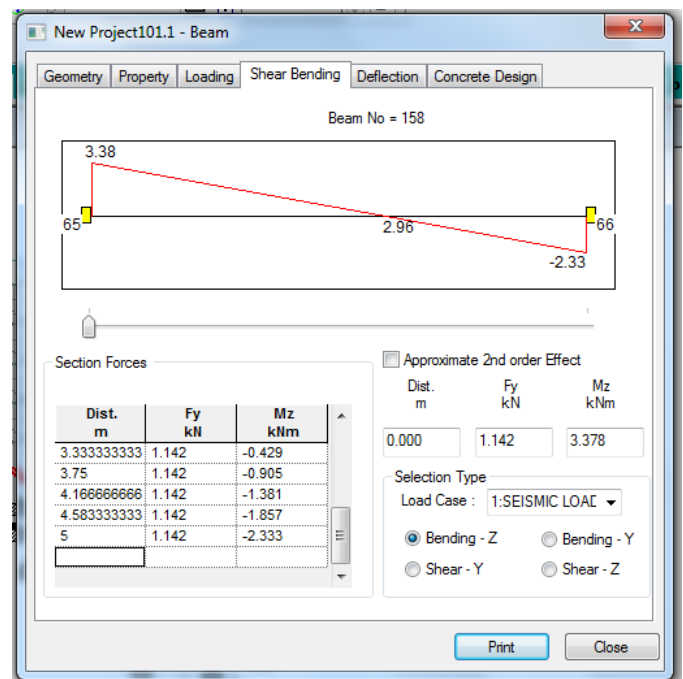 New Project101.1 - Beam
Geometry Property Loading Shear Bending Deflection Concrete Design
Beam No = 158
3.38
65
2.96
66
-2.33
Section Forces
Dist. Fy Mz
m kN kNm
3.333333333 1.142 -0.429
3.75 1.142 -0.905
4.166666666 1.142 -1.381
4.583333333 1.142 -1.857
5 1.142 -2.333
Approximate 2nd order Effect
Dist. Fy Mz
m kN kNm
0.000 1.142 3.378
Selection Type
Load Case : 1:SEISMIC LOAD
Bending - Z Bending - Y
Shear - Y Shear - Z
Print Close